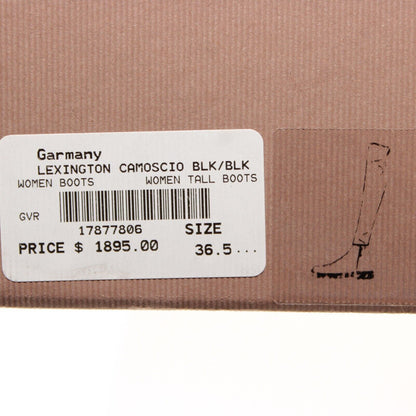 Garmany
LEXINGTON CAMOSCIO BLK/BLK
WOMEN BOOTS WOMEN TALL BOOTS
GVR
17877806 SIZE
PRICE $ 1895.00 36.5...